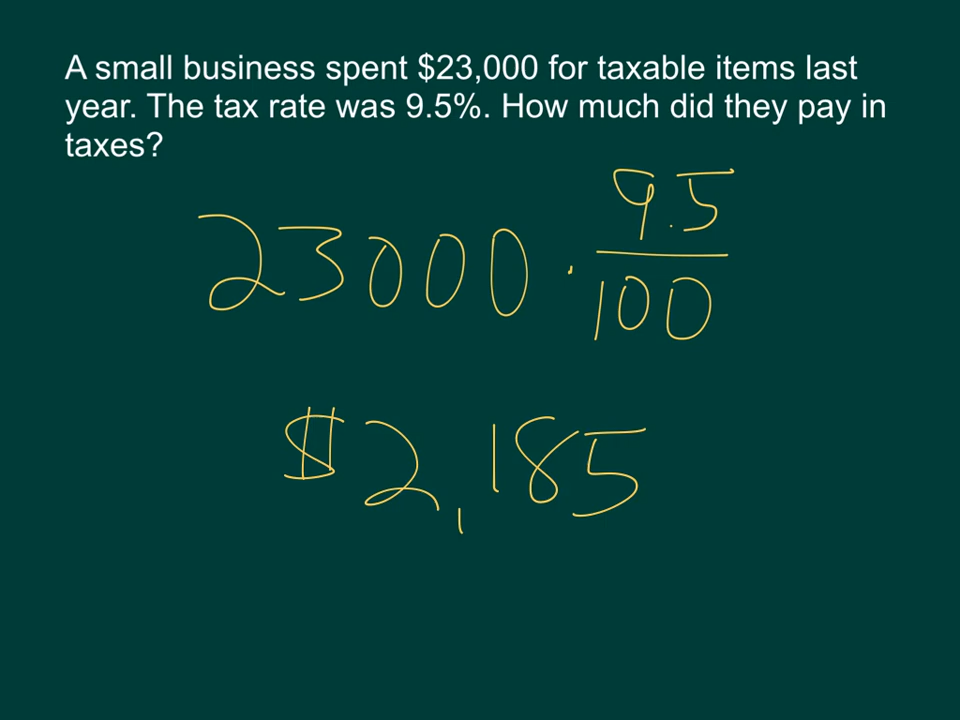 A small business spent $23,000 for taxable items last
year. The tax rate was 9.5%. How much did they pay in
taxes?
9.5
23000 ·
100
$2,185